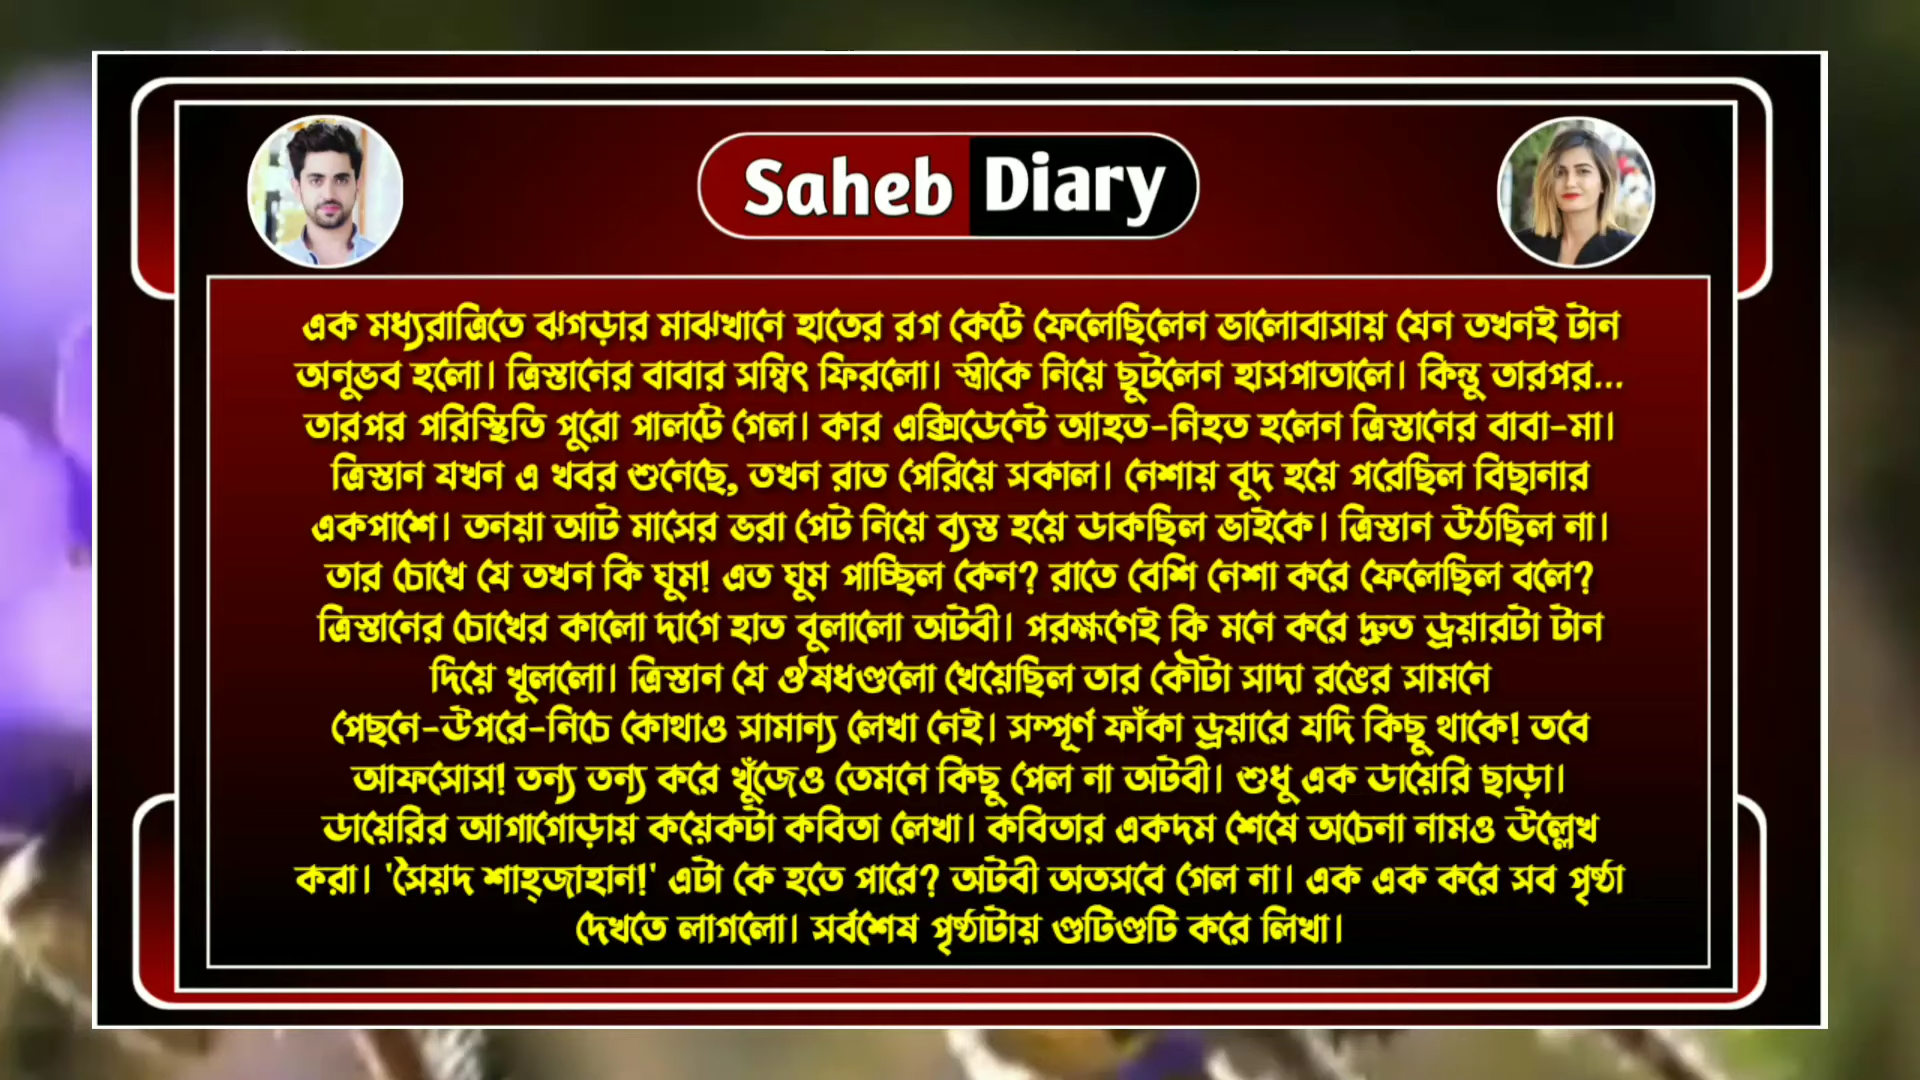 Saheb Diary
এক মধ্যরাত্রিতে ঝগড়ার মাঝখানে হাতের রগ কেটে ফেলেছিলেন ভালোবাসায় যেন তখনই টান
অনুভব হলো। ত্রিস্তানের বাবার সম্বিৎ ফিরলো। স্ত্রীকে নিয়ে ছুটলেন হাসপাতালে। কিন্তু তারপর...
তারপর পরিস্থিতি পুরো পালটে গেল। কার এক্সিডেন্টে আহত-নিহত হলেন ত্রিস্তানের বাবা-মা।
ত্রিস্তান যখন এ খবর শুনেছে, তখন রাত পেরিয়ে সকাল। নেশায় বুদ হয়ে পরেছিল বিছানার
একপাশে। তনয়া আট মাসের ভরা পেট নিয়ে ব্যস্ত হয়ে ডাকছিল ভাইকে। ত্রিস্তান উঠছিল না।
তার চোখে যে তখন কি ঘুম! এত ঘুম পাচ্ছিল কেন? রাতে বেশি নেশা করে ফেলেছিল বলে?
ত্রিস্তানের চোখের কালো দাগে হাত বুলালো অটবী। পরক্ষণেই কি মনে করে দ্রুত ড্রয়ারটা টান
দিয়ে খুললো। ত্রিস্তান যে ঔষধগুলো খেয়েছিল তার কৌটা সাদা রঙের সামনে
পেছনে-উপরে-নিচে কোথাও সামান্য লেখা নেই। সম্পূর্ণ ফাঁকা ড্রয়ারে যদি কিছু থাকে! তবে
আফসোস! তন্য তন্য করে খুঁজেও তেমনে কিছু পেল না অটবী। শুধু এক ডায়েরি ছাড়া।
ডায়েরির আগাগোড়ায় কয়েকটা কবিতা লেখা। কবিতার একদম শেষে অচেনা নামও উল্লেখ
করা। 'সৈয়দ শাহ্জাহান!' এটা কে হতে পারে? অটবী অতসবে গেল না। এক এক করে সব পৃষ্ঠা
দেখতে লাগলো। সর্বশেষ পৃষ্ঠাটায় গুটিগুটি করে লিখা।